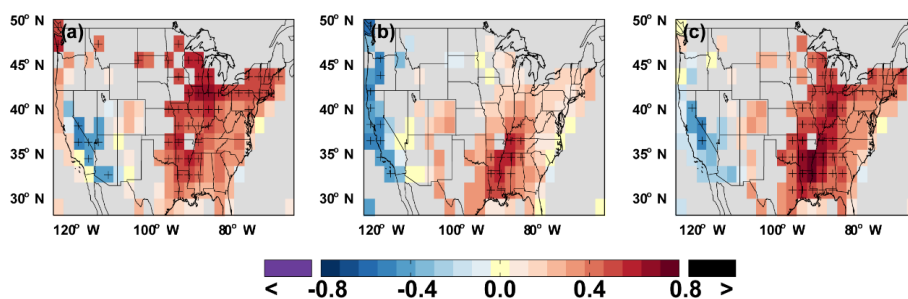 (a) (b) (c)
50° N 50° N 50° N
45° N 45° N 45° N
40° N 40° N 40° N
35° N 35° N 35° N
30° N 30° N 30° N
120° W 100° W 80° W 120° W 100° W 80° W 120° W 100° W 80° W
< -0.8 -0.4 0.0 0.4 0.8 >